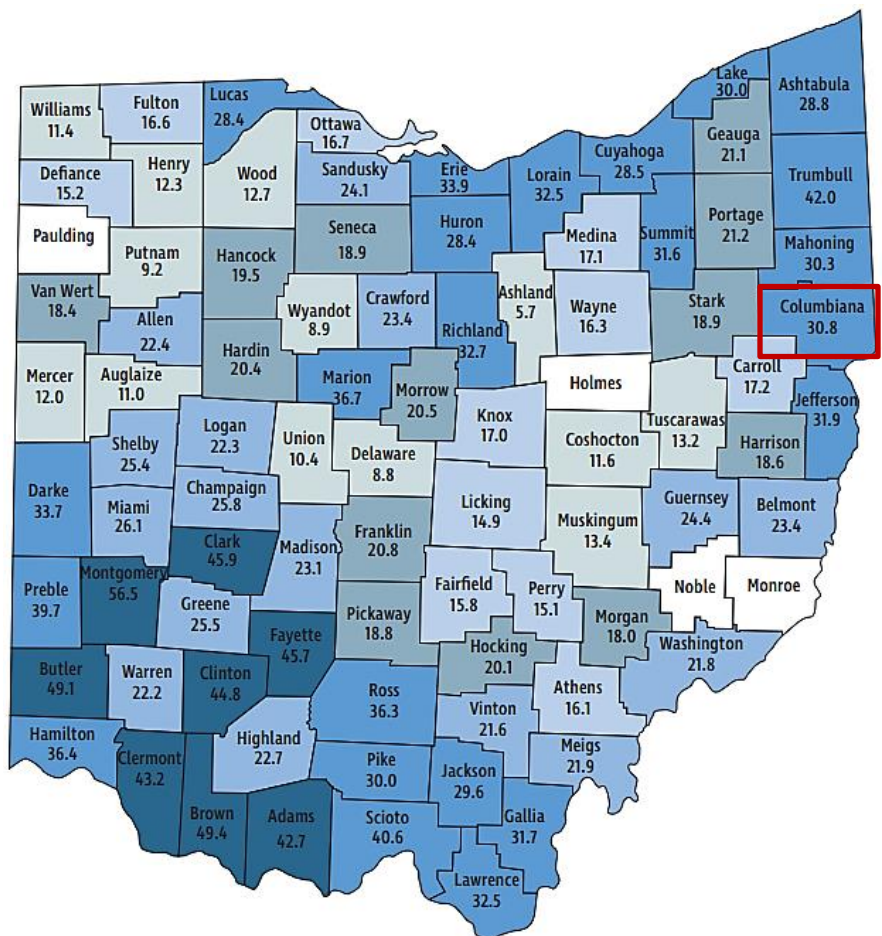 Lake
30.0
Ashtabula
28.8
Williams
11.4
Fulton
16.6
Lucas
28.4
Ottawa
16.7
Geauga
21.1
Cuyahoga
28.5
Defiance
15.2
Henry
12.3
Wood
12.7
Sandusky
24.1
Erie
33.9
Lorain
32.5
Trumbull
42.0
Paulding
Seneca
18.9
Huron
28.4
Medina
17.1
Summit
31.6
Portage
21.2
Mahoning
30.3
Putnam
9.2
Hancock
19.5
Van Wert
18.4
Allen
22.4
Wyandot
8.9
Crawford
23.4
Richland
32.7
Ashland
5.7
Wayne
16.3
Stark
18.9
Columbiana
30.8
Mercer
12.0
Auglaize
11.0
Hardin
20.4
Marion
36.7
Morrow
20.5
Holmes
Carroll
17.2
Jefferson
31.9
Shelby
25.4
Logan
22.3
Union
10.4
Delaware
8.8
Knox
17.0
Coshocton
11.6
Tuscarawas
13.2
Harrison
18.6
Darke
33.7
Miami
26.1
Champaign
25.8
Licking
14.9
Muskingum
13.4
Guernsey
24.4
Belmont
23.4
Clark
45.9
Madison
23.1
Franklin
20.8
Preble
39.7
Montgomery
56.5
Greene
25.5
Fairfield
15.8
Perry
15.1
Noble
Monroe
Fayette
45.7
Pickaway
18.8
Morgan
18.0
Hocking
20.1
Washington
21.8
Butler
49.1
Warren
22.2
Clinton
44.8
Ross
36.3
Athens
16.1
Vinton
21.6
Hamilton
36.4
Clermont
43.2
Highland
22.7
Pike
30.0
Jackson
29.6
Meigs
21.9
Brown
49.4
Adams
42.7
Scioto
40.6
Gallia
31.7
Lawrence
32.5